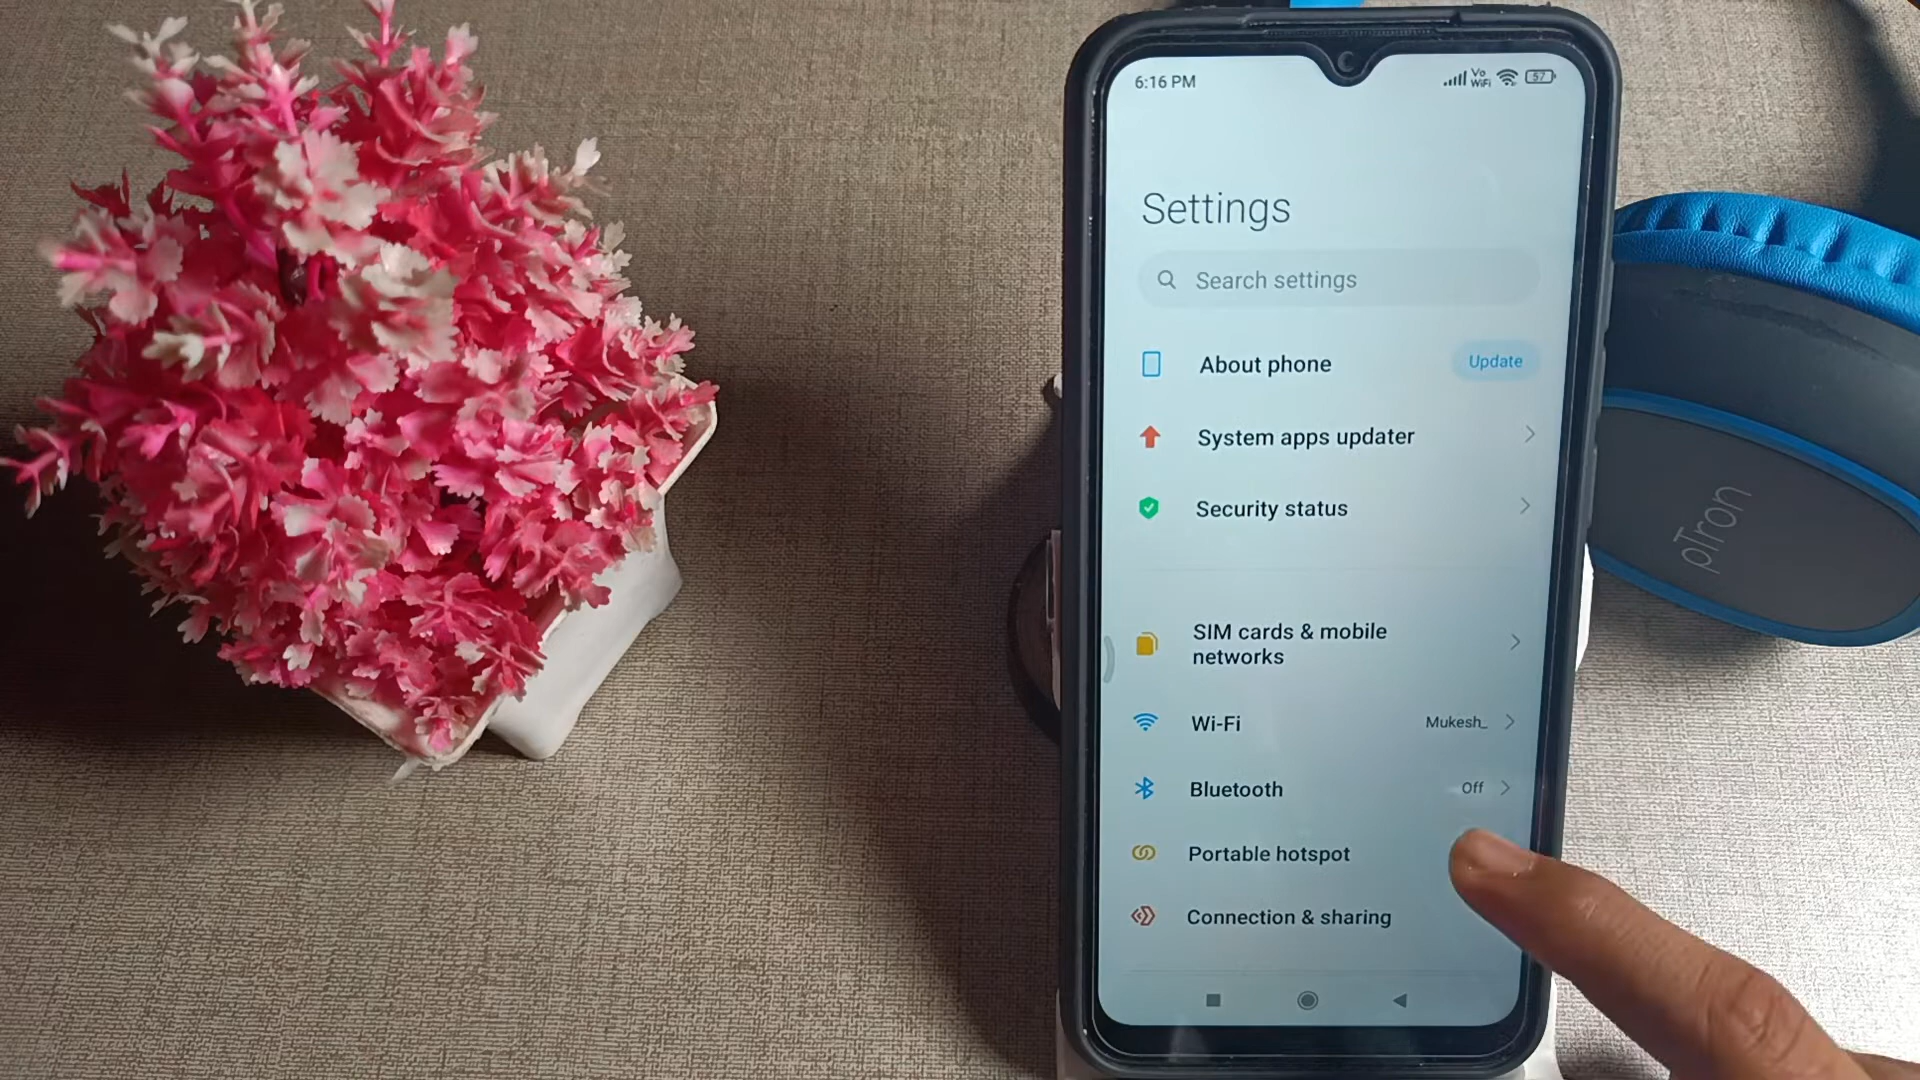 6:16 PM
Vo
WiFi
57
Settings
Search settings
About phone
Update
System apps updater
Security status
SIM cards & mobile
networks
Wi-Fi
Mukesh_
Bluetooth
Off
Portable hotspot
Connection & sharing
pTron